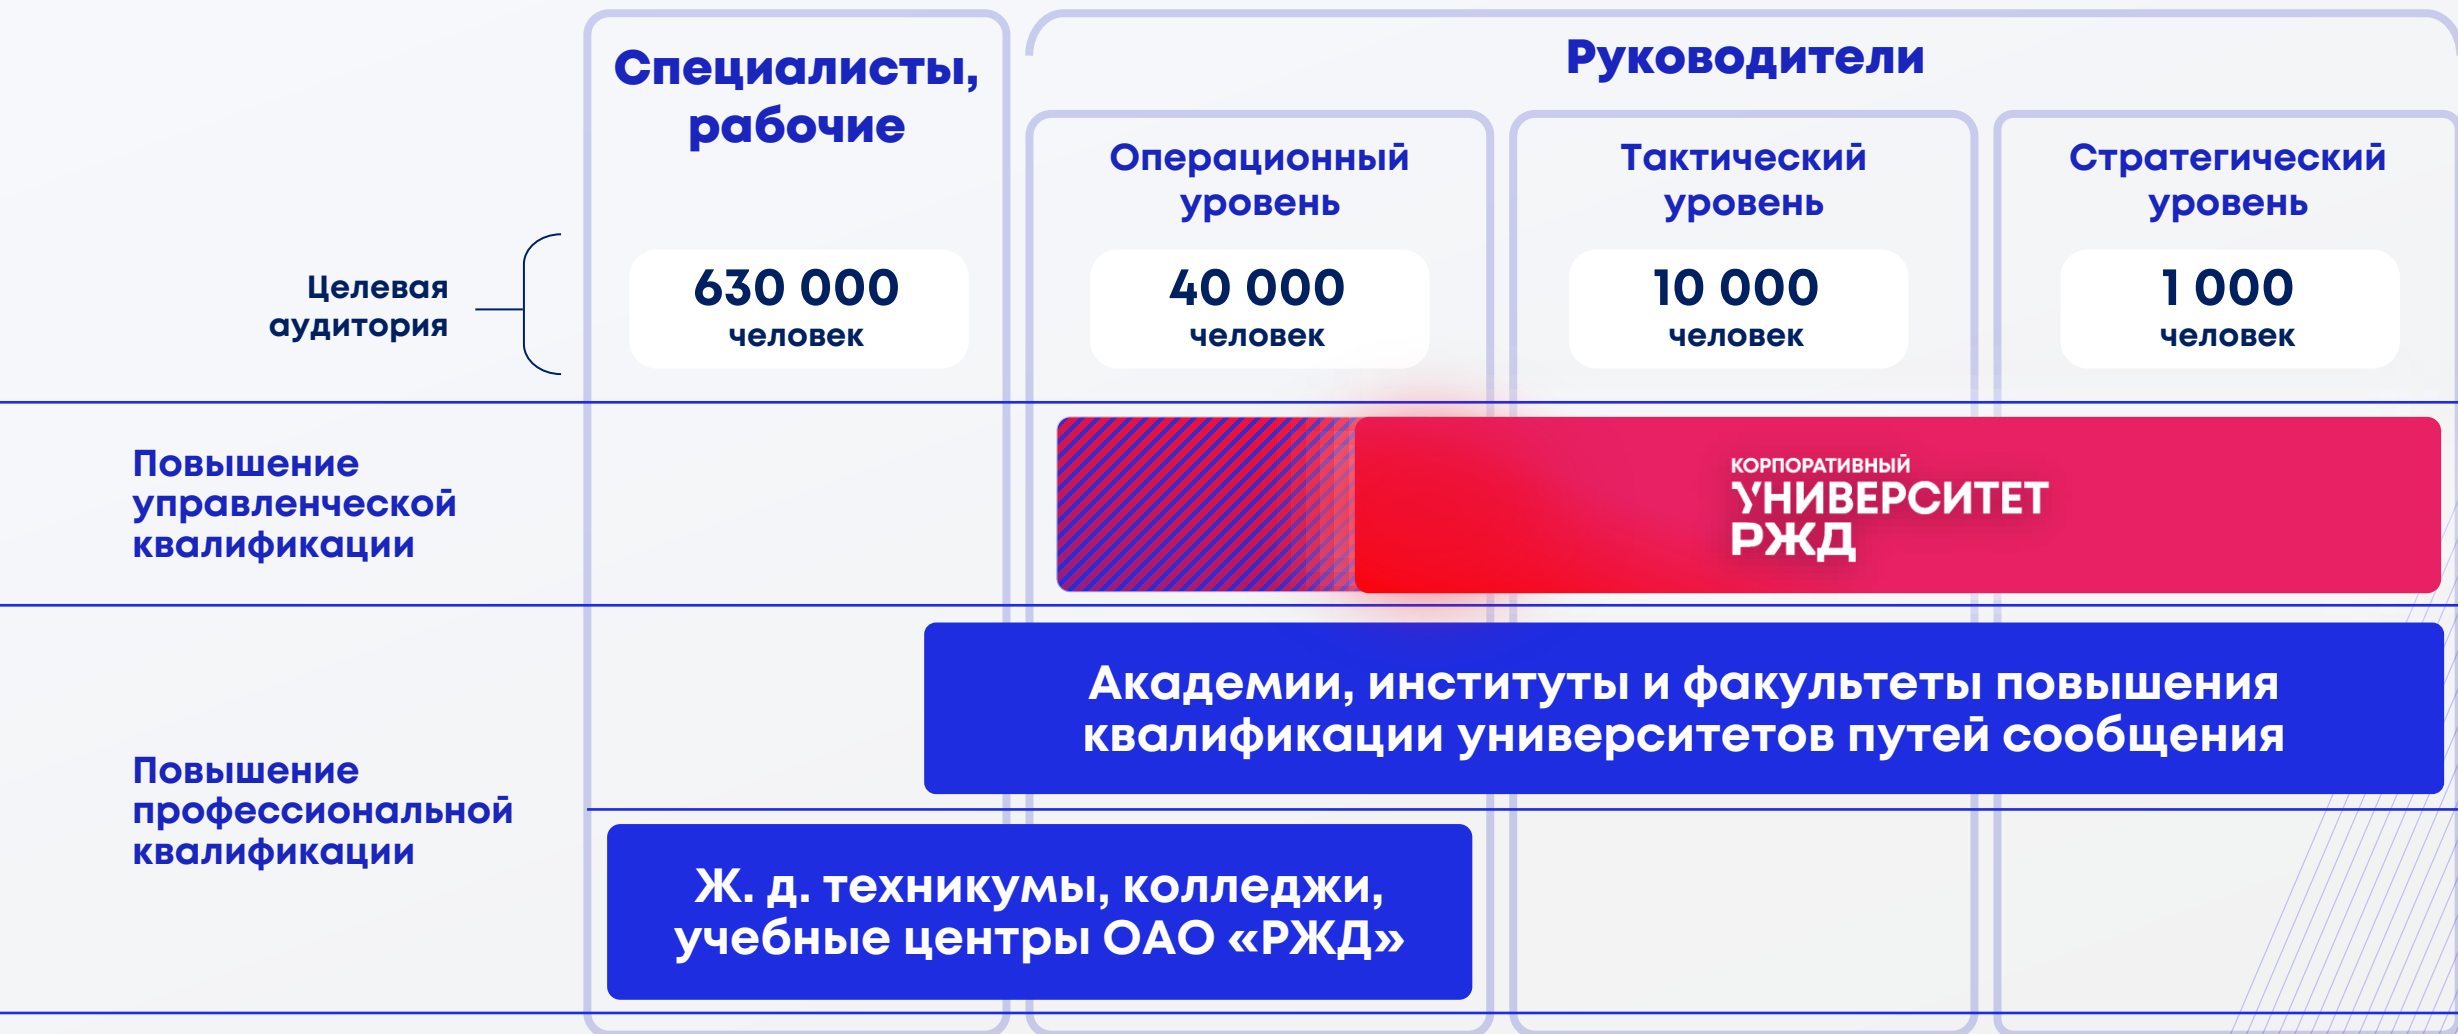 Специалисты,
рабочие
Руководители
Операционный
уровень
Тактический
уровень
Стратегический
уровень
Целевая
аудитория
630 000
человек
40 000
человек
10 000
человек
1 000
человек
Повышение
управленческой
квалификации
КОРПОРАТИВНЫЙ
УНИВЕРСИТЕТ
РЖД
Повышение
профессиональной
квалификации
Академии, институты и факультеты повышения
квалификации университетов путей сообщения
Ж. д. техникумы, колледжи,
учебные центры ОАО «РЖД»